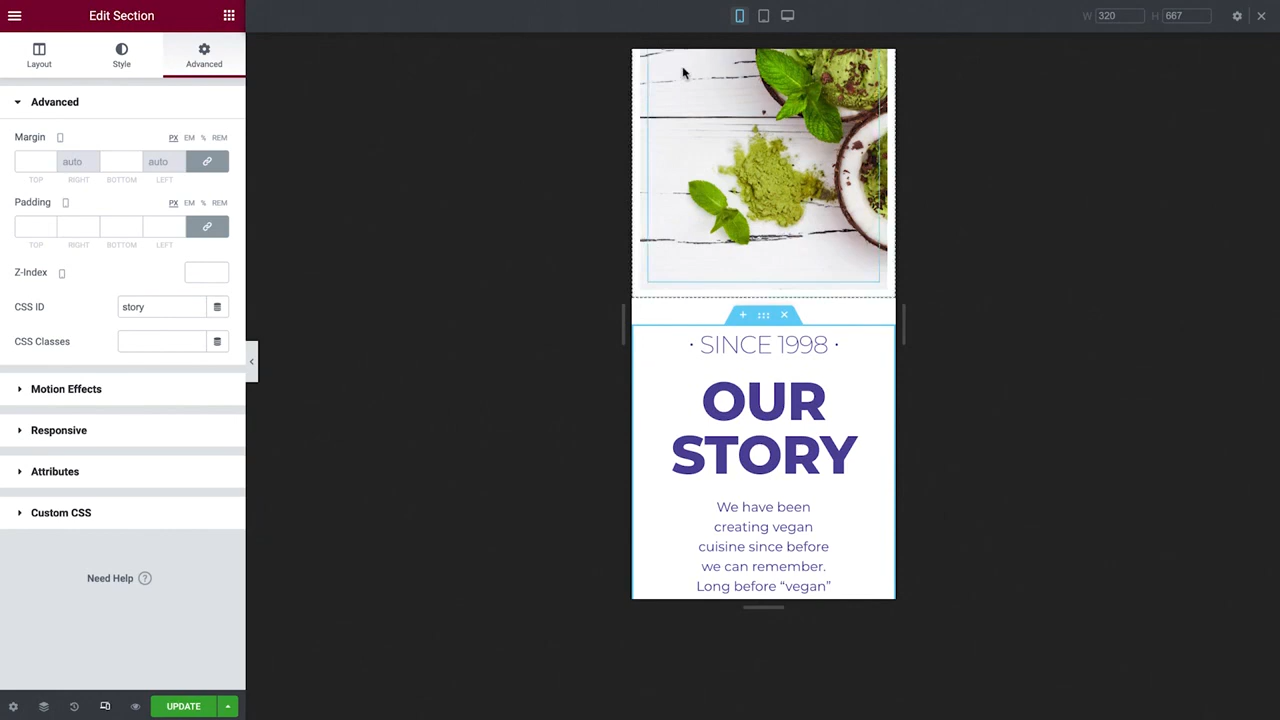 Edit Section
W 320 H 667
Layout Style Advanced
Advanced
Margin PX EM % REM
auto auto
TOP RIGHT BOTTOM LEFT
Padding PX EM % REM
TOP RIGHT BOTTOM LEFT
Z-Index
CSS ID story
CSS Classes
Motion Effects
Responsive
Attributes
Custom CSS
Need Help ?
UPDATE
· SINCE 1998 ·
OUR
STORY
We have been
creating vegan
cuisine since before
we can remember.
Long before “vegan”